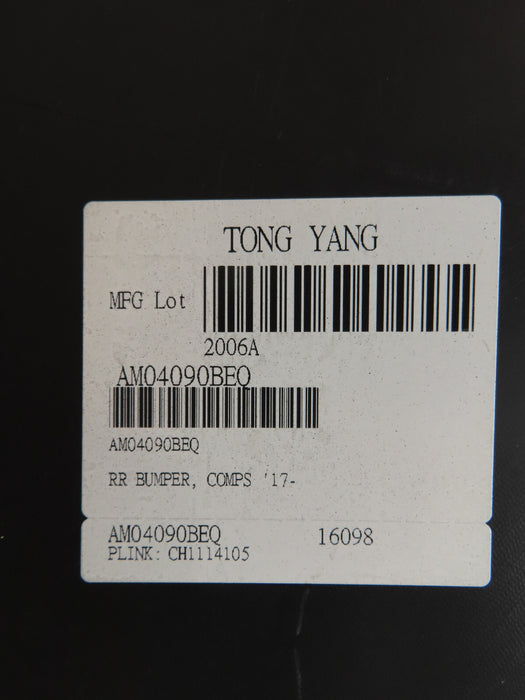 TONG YANG
MFG Lot
2006A
AM04090BEQ
AM04090BEQ
RR BUMPER, COMPS '17-
AM04090BEQ 16098
PLINK: CH1114105